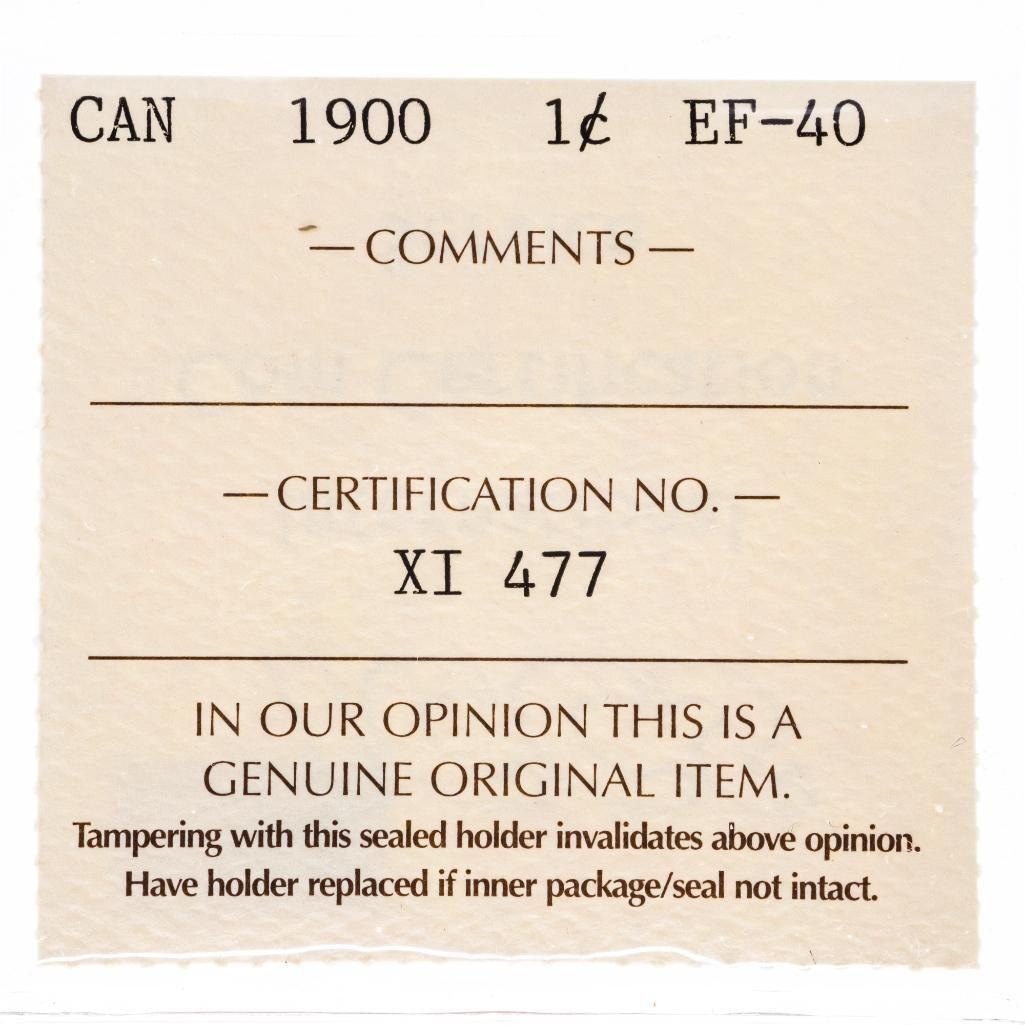 CAN 1900 1¢ EF-40
— COMMENTS —
— CERTIFICATION NO. —
XI 477
IN OUR OPINION THIS IS A
GENUINE ORIGINAL ITEM.
Tampering with this sealed holder invalidates above opinion.
Have holder replaced if inner package/seal not intact.